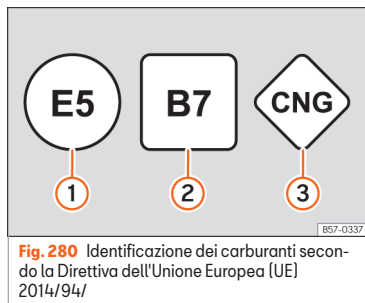 E5 B7 CNG
1 2 3
B57-0337
Fig. 280 Identificazione dei carburanti secon-
do la Direttiva dell'Unione Europea (UE)
2014/94/